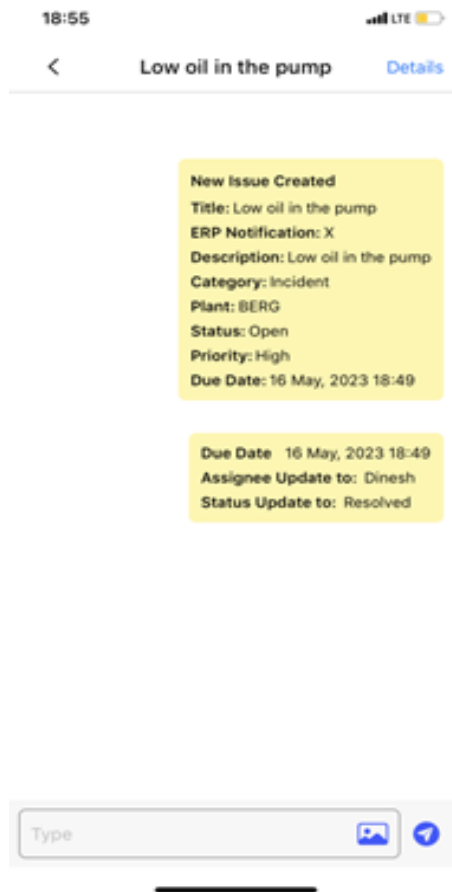 18:55
LTE
Low oil in the pump
Details
New Issue Created
Title: Low oil in the pump
ERP Notification: X
Description: Low oil in the pump
Category: Incident
Plant: BERG
Status: Open
Priority: High
Due Date: 16 May, 2023 18:49
Due Date 16 May, 2023 18:49
Assignee Update to: Dinesh
Status Update to: Resolved
Type